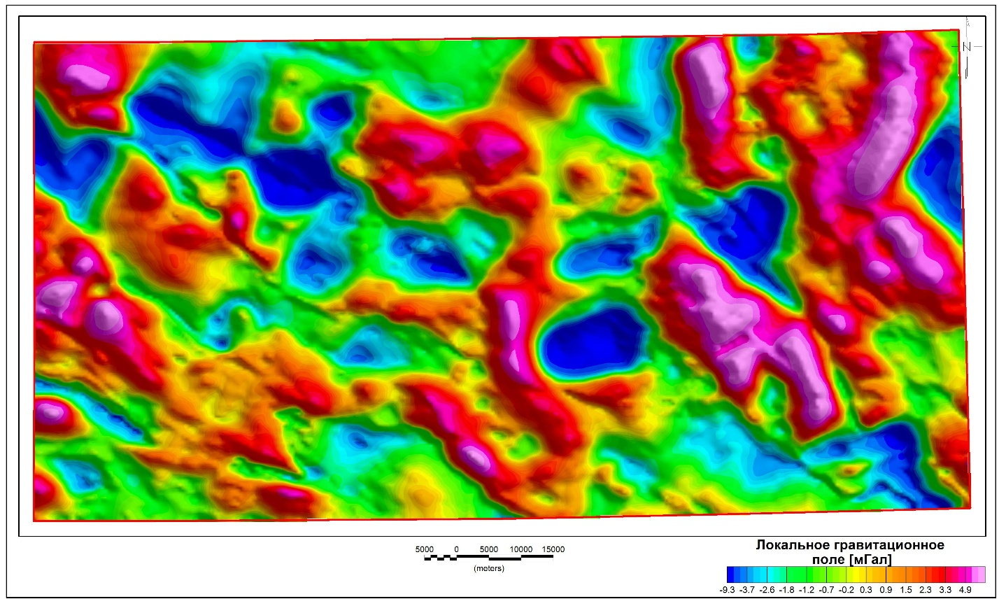 N
5000 0 5000 10000 15000
(meters)
Локальное гравитационное
поле [мГал]
-9.3 -3.7 -2.6 -1.8 -1.2 -0.7 -0.2 0.3 0.9 1.5 2.3 3.3 4.9